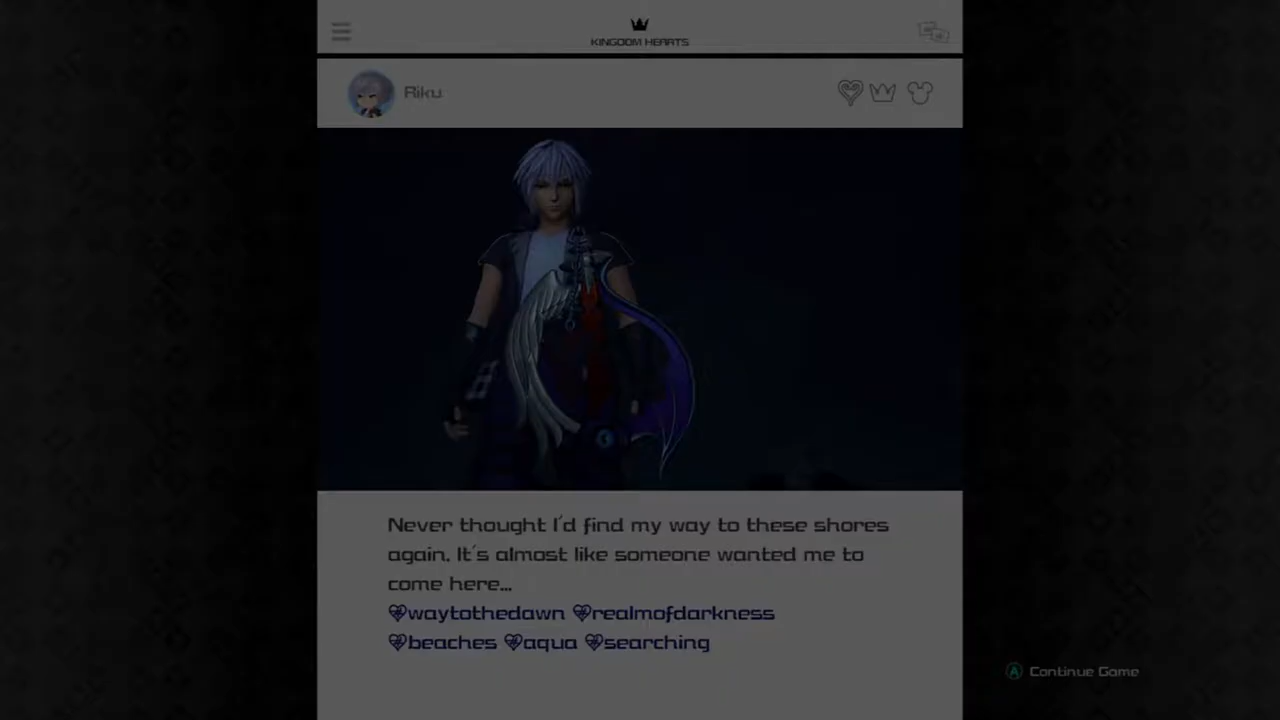 KINGDOM HEARTS
Riku
Never thought I'd find my way to these shores
again. It's almost like someone wanted me to
come here...
waytothedawn realmofdarkness
beaches aqua searching
A Continue Game